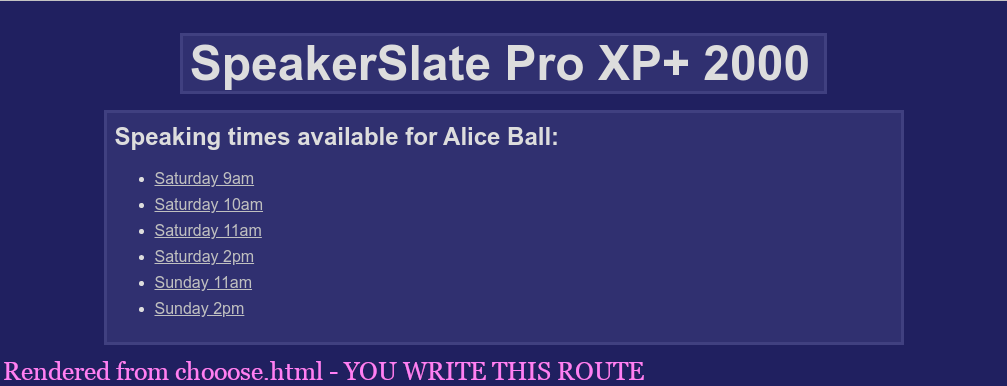 SpeakerSlate Pro XP+ 2000
Speaking times available for Alice Ball:
Saturday 9am
Saturday 10am
Saturday 11am
Saturday 2pm
Sunday 11am
Sunday 2pm
Rendered from chooose.html - YOU WRITE THIS ROUTE